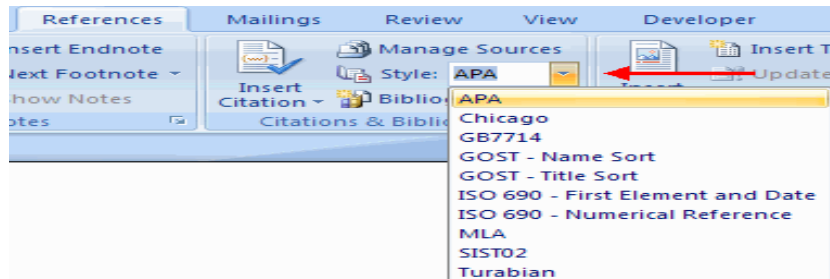 References Mailings Review View Developer
nsert Endnote Manage Sources Insert T
Next Footnote Style: APA Update
how Notes Insert Citation Biblio Insert
otes Citations & Biblio
APA
Chicago
GB7714
GOST - Name Sort
GOST - Title Sort
ISO 690 - First Element and Date
ISO 690 - Numerical Reference
MLA
SIST02
Turabian